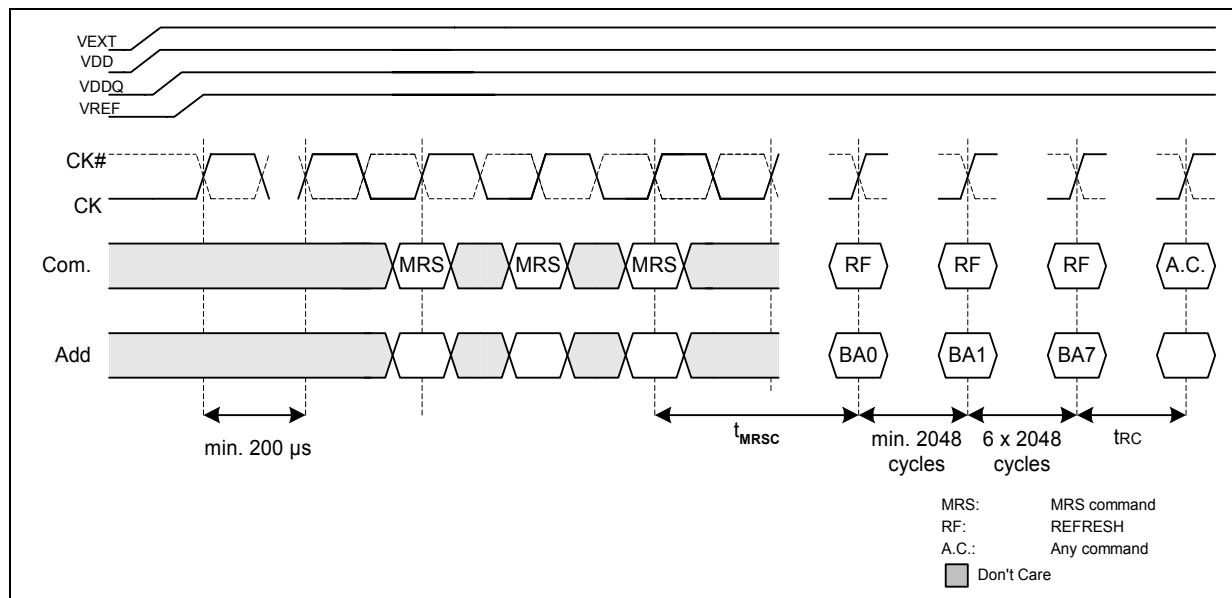 VEXT
VDD
VDDQ
VREF
CK#
CK
Com. MRS MRS MRS RF RF RF A.C.
Add BA0 BA1 BA7
min. 200 µs
tMRSC
min. 2048
cycles
6 x 2048
cycles
tRC
MRS: MRS command
RF: REFRESH
A.C.: Any command
Don't Care